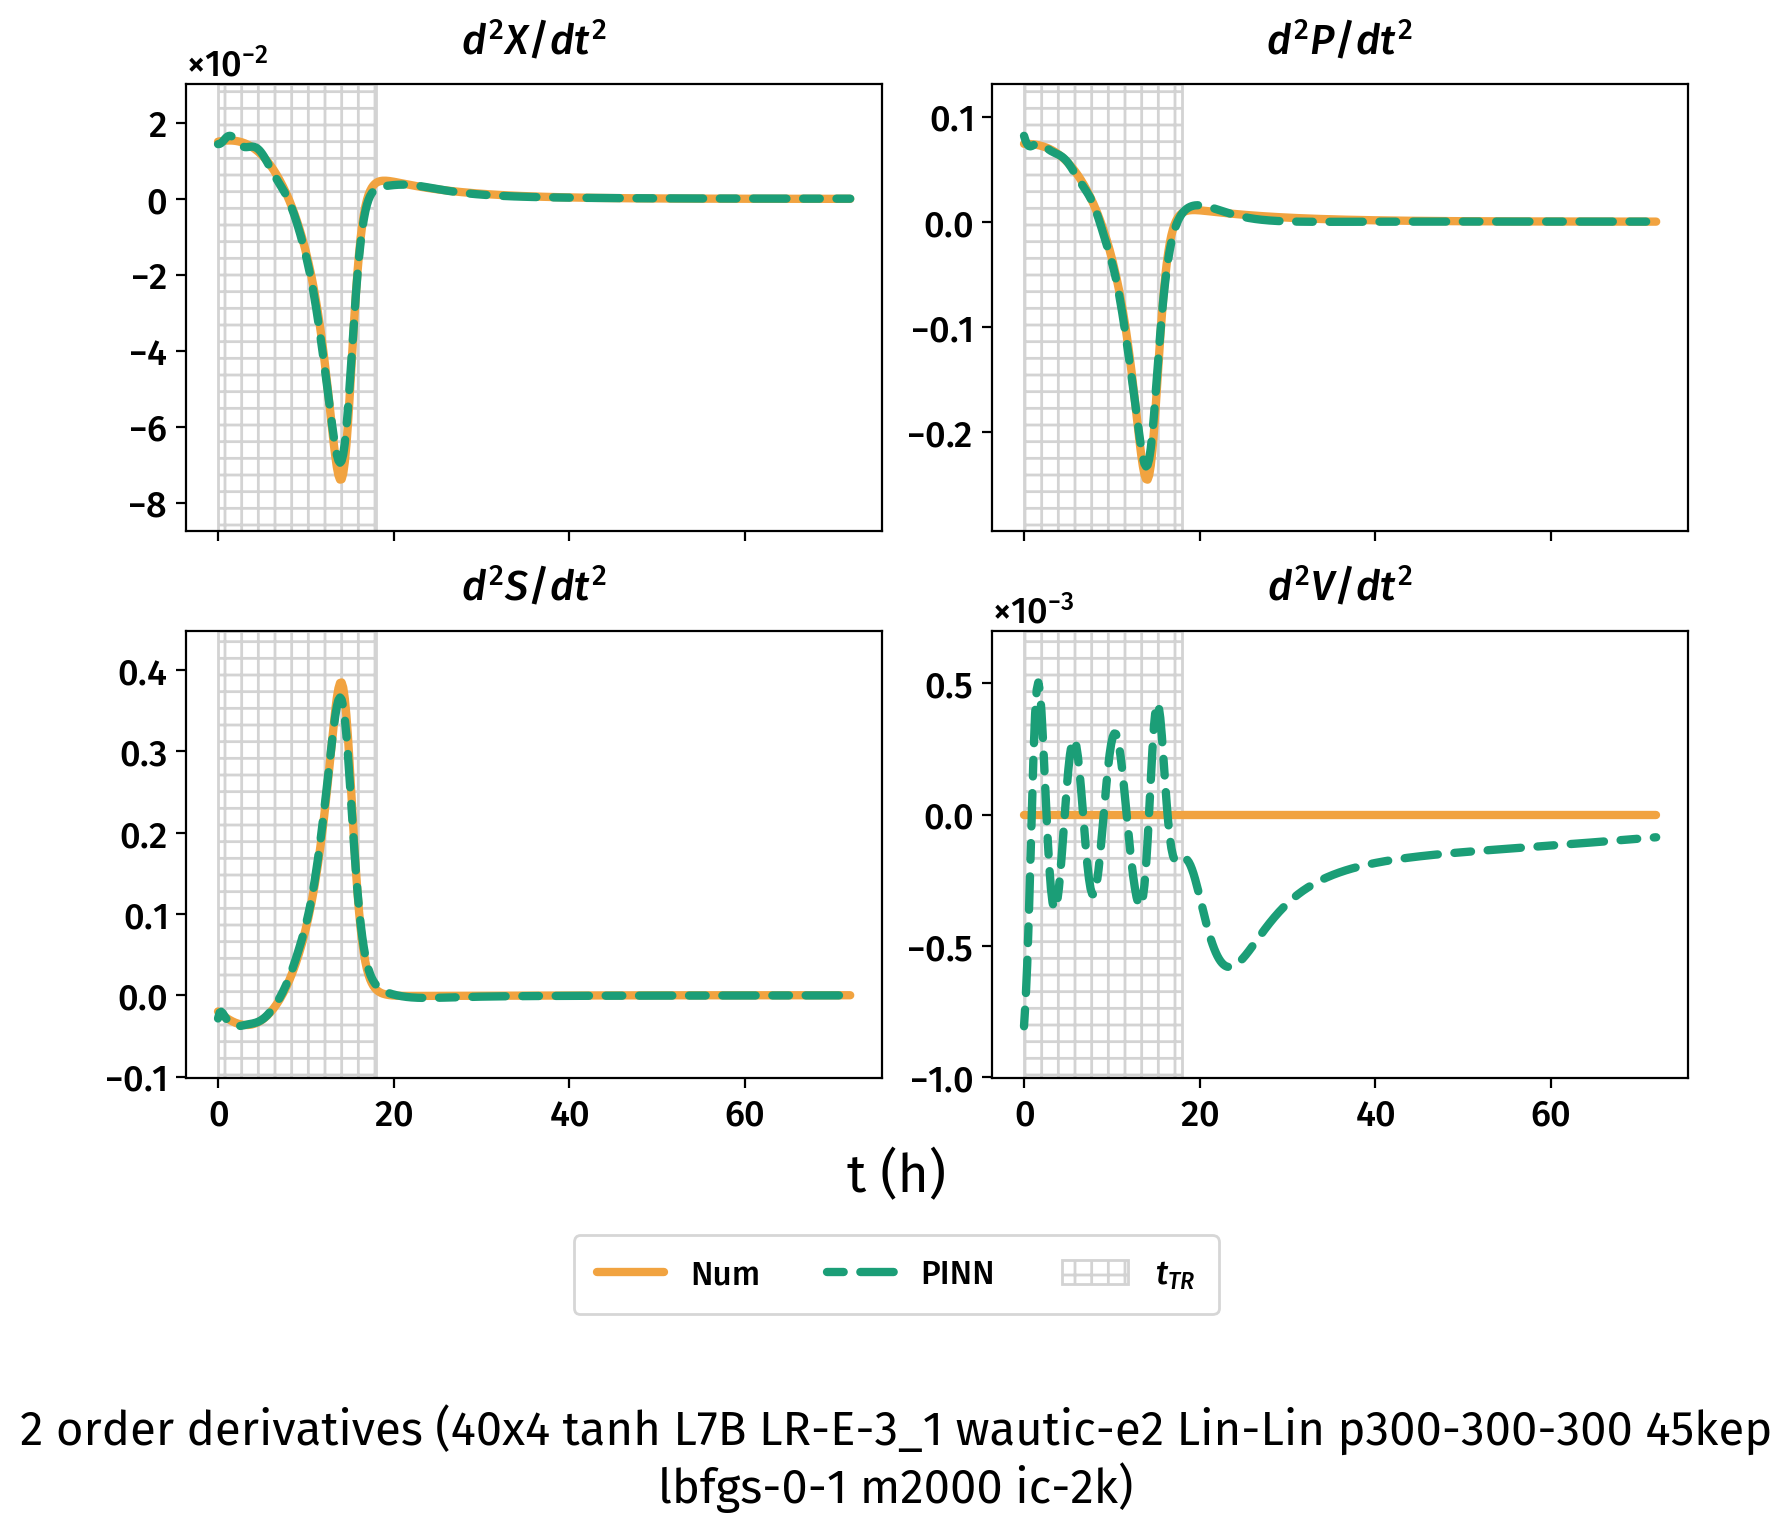 d²X/dt²
×10⁻²
2
0
−2
−4
−6
−8
d²P/dt²
0.1
0.0
−0.1
−0.2
d²S/dt²
0.4
0.3
0.2
0.1
0.0
−0.1
0 20 40 60
d²V/dt²
×10⁻³
0.5
0.0
−0.5
−1.0
0 20 40 60
t (h)
Num PINN t_TR
2 order derivatives (40x4 tanh L7B LR-E-3_1 wautic-e2 Lin-Lin p300-300-300 45kep
lbfgs-0-1 m2000 ic-2k)